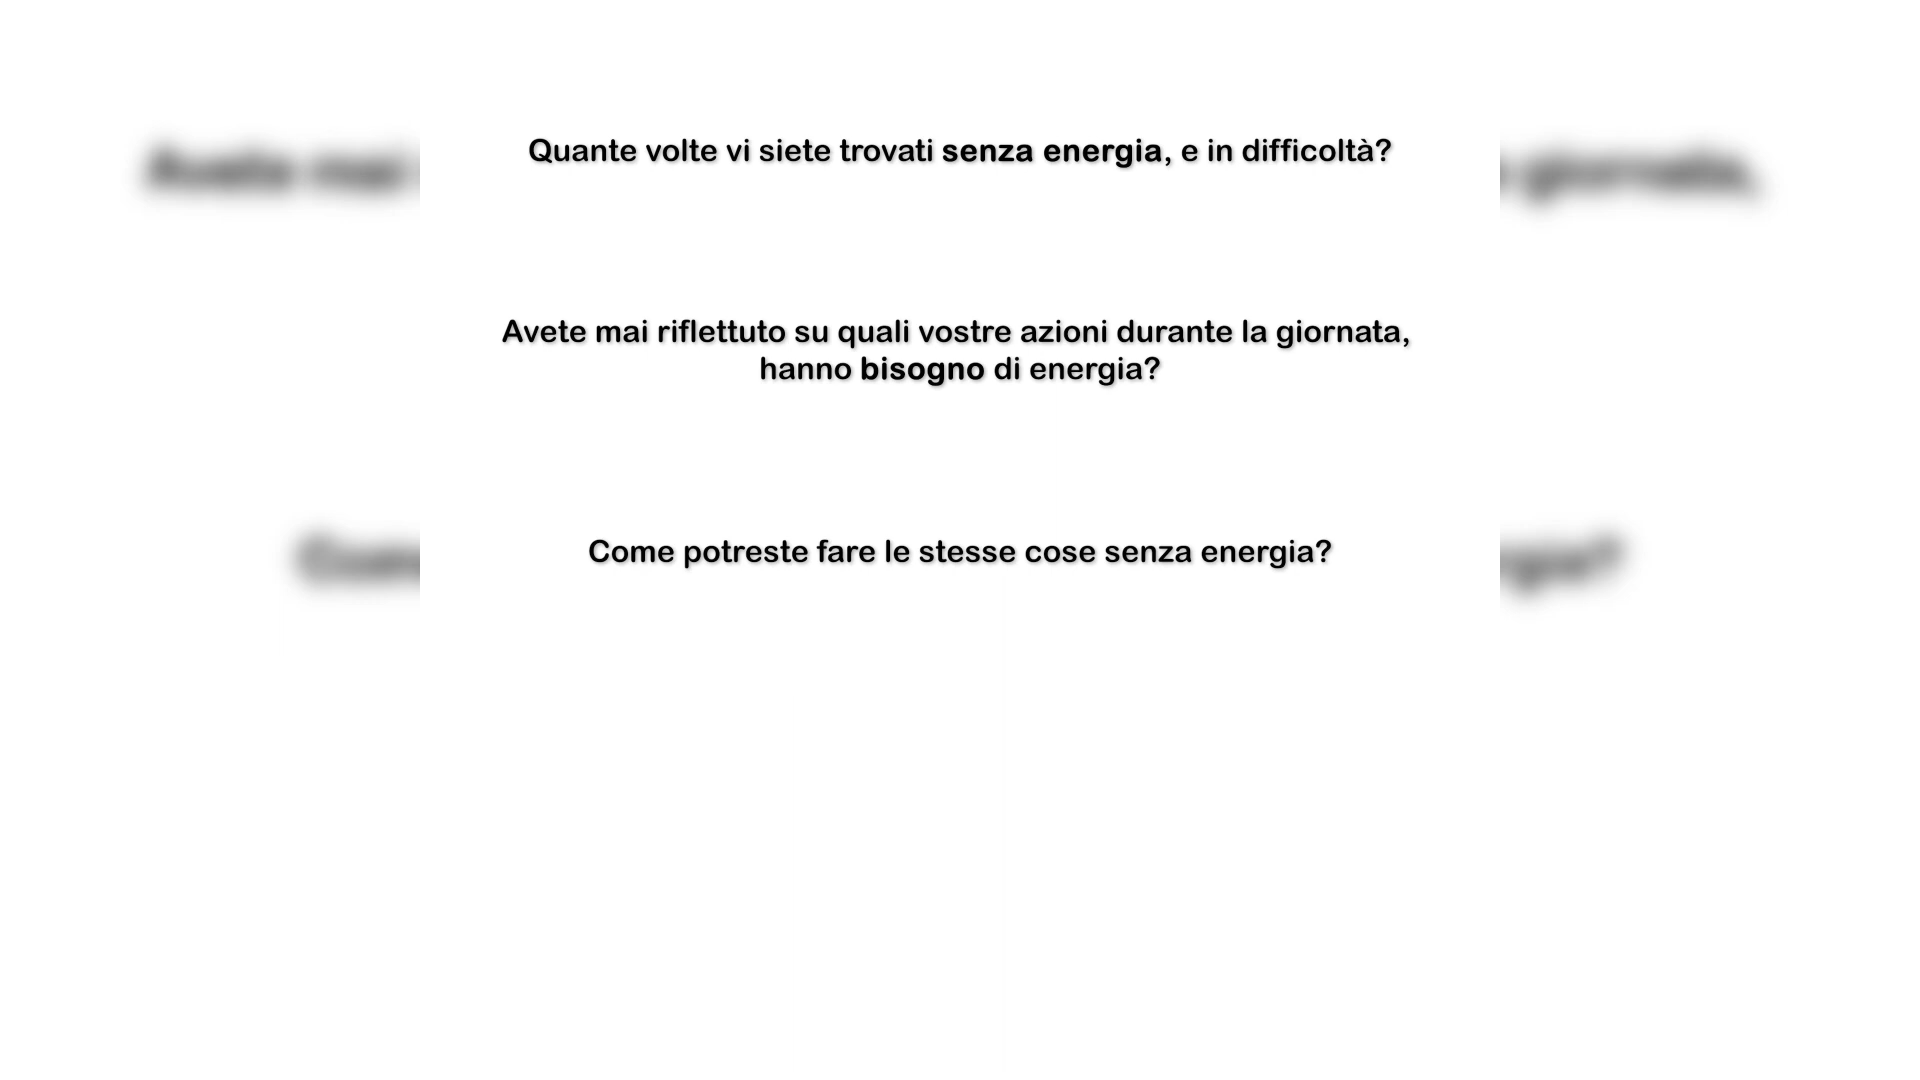 Quante volte vi siete trovati senza energia, e in difficoltà?
Avete mai riflettuto su quali vostre azioni durante la giornata,
hanno bisogno di energia?
Come potreste fare le stesse cose senza energia?